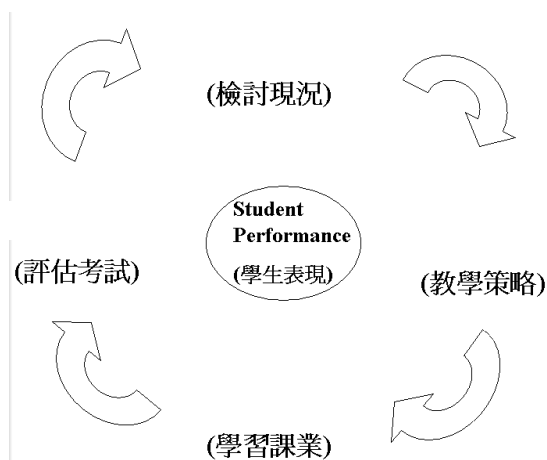 (檢討現況)
Student
Performance
(學生表現)
(評估考試)
(教學策略)
(學習課業)